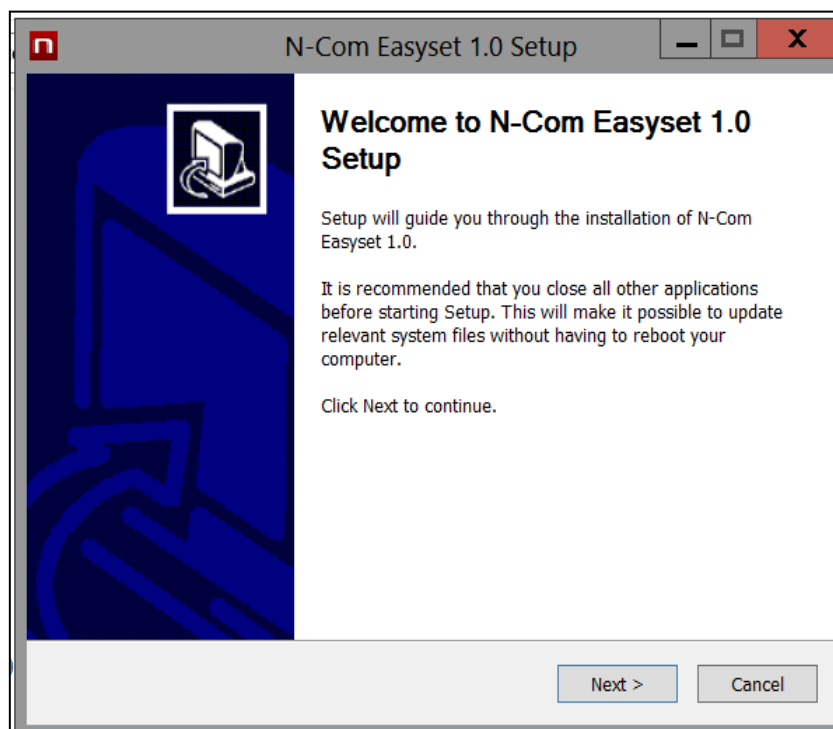 n
N-Com Easyset 1.0 Setup
X
Welcome to N-Com Easyset 1.0
Setup
Setup will guide you through the installation of N-Com
Easyset 1.0.
It is recommended that you close all other applications
before starting Setup. This will make it possible to update
relevant system files without having to reboot your
computer.
Click Next to continue.
Next >
Cancel